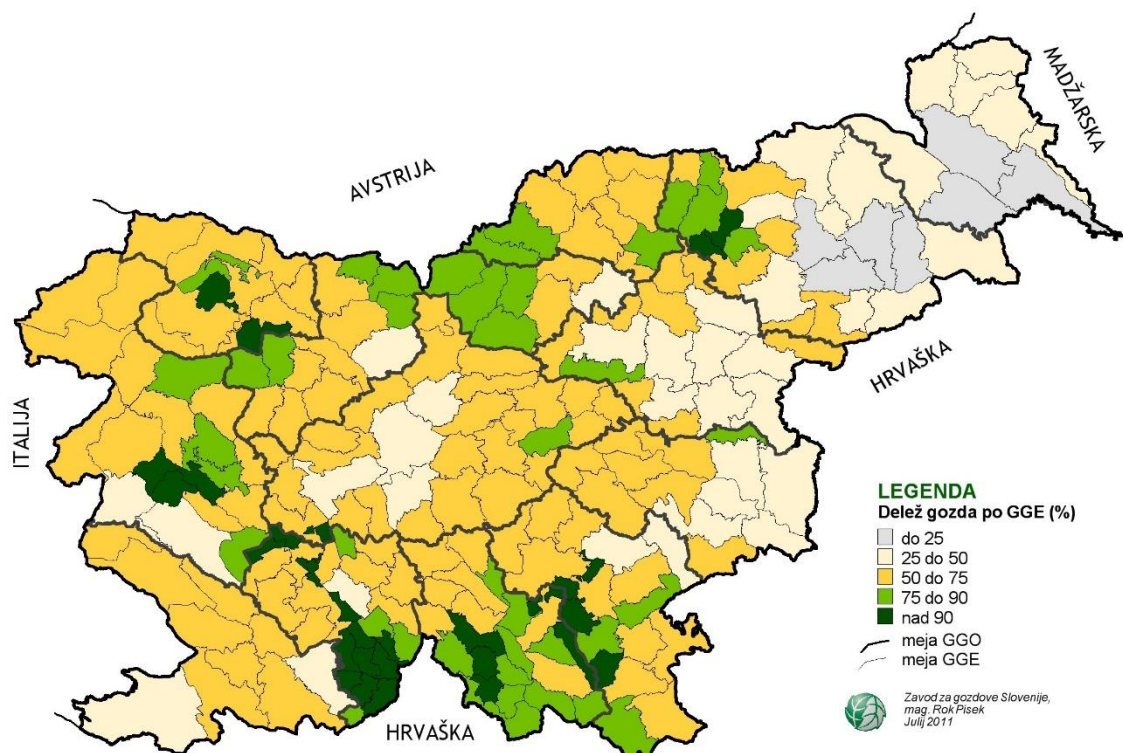 MADŽARSKA
AVSTRIJA
HRVAŠKA
ITALIJA
LEGENDA
Delež gozda po GGE (%)
do 25
25 do 50
50 do 75
75 do 90
nad 90
meja GGO
meja GGE
Zavod za gozdove Slovenije,
mag. Rok Pisek
Julij 2011
HRVAŠKA